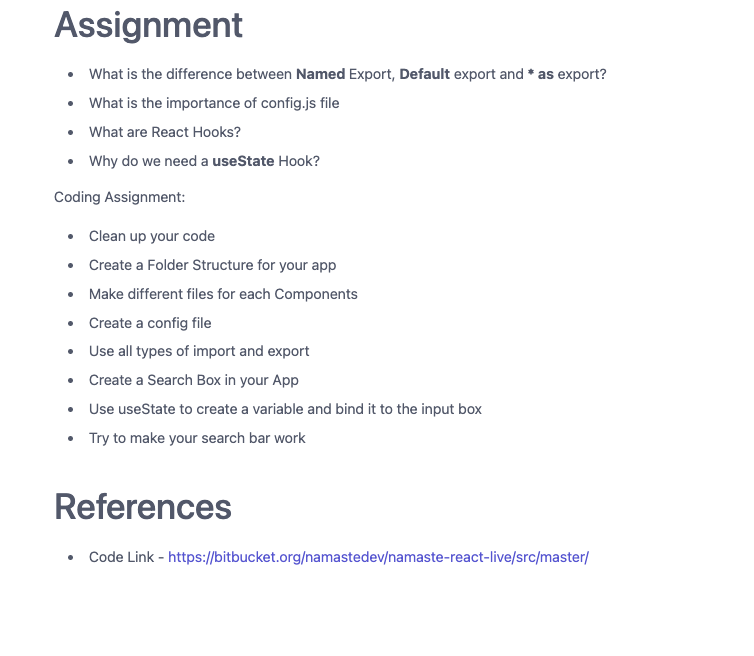 Assignment
• What is the difference between Named Export, Default export and * as export?
• What is the importance of config.js file
• What are React Hooks?
• Why do we need a useState Hook?
Coding Assignment:
• Clean up your code
• Create a Folder Structure for your app
• Make different files for each Components
• Create a config file
• Use all types of import and export
• Create a Search Box in your App
• Use useState to create a variable and bind it to the input box
• Try to make your search bar work
References
• Code Link - https://bitbucket.org/namastedev/namaste-react-live/src/master/